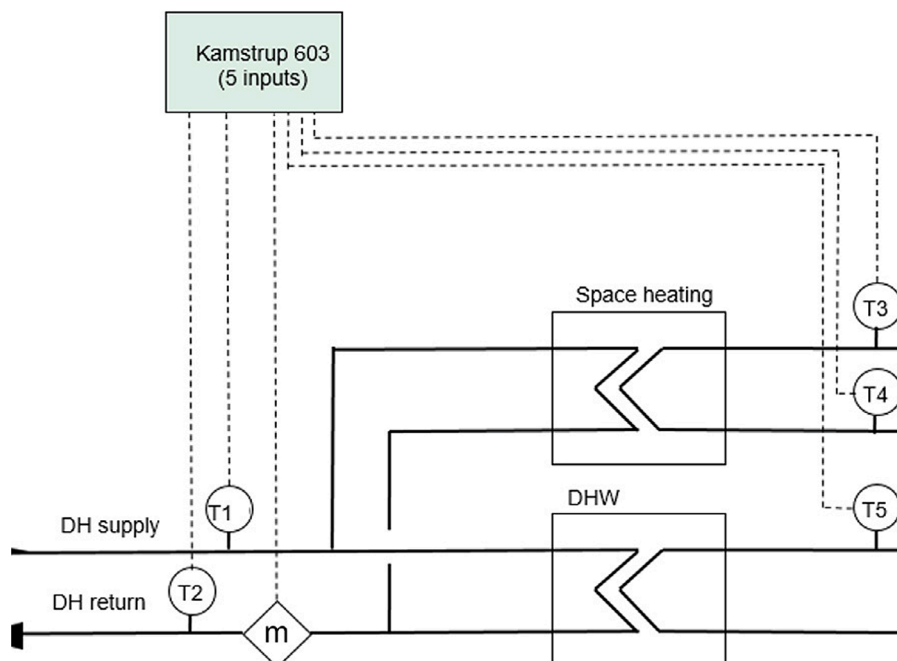 Kamstrup 603
(5 inputs)
Space heating
T3
T4
DHW
T5
T1
DH supply
T2
DH return
m